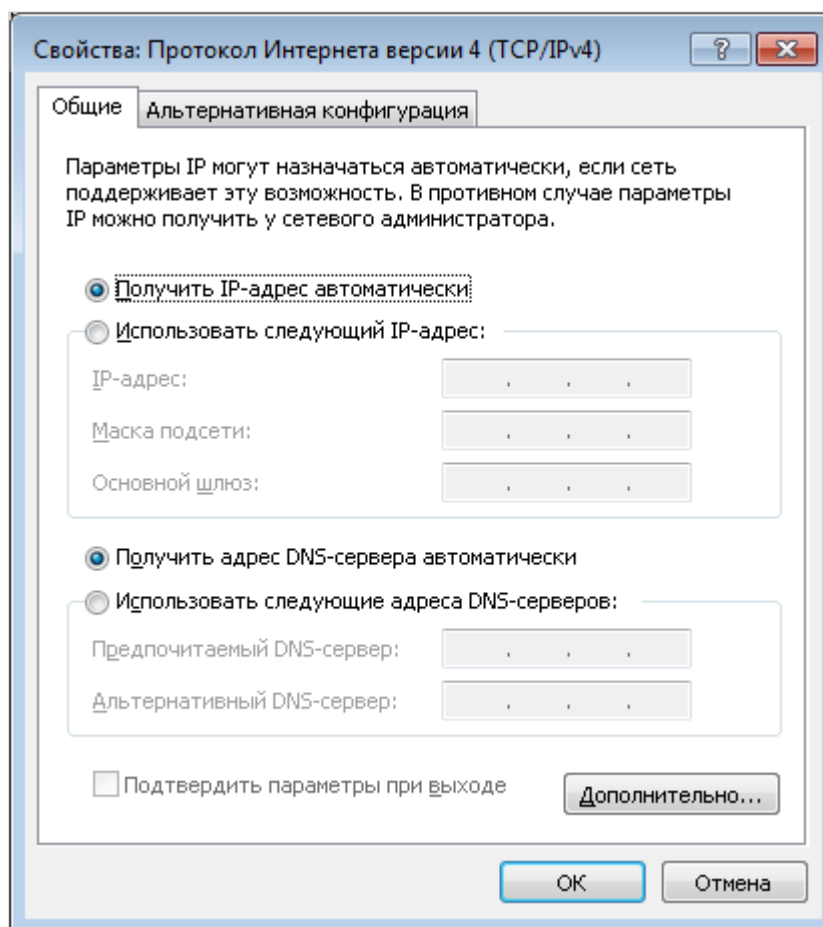 Свойства: Протокол Интернета версии 4 (TCP/IPv4)
?
Общие
Альтернативная конфигурация
Параметры IP могут назначаться автоматически, если сеть
поддерживает эту возможность. В противном случае параметры
IP можно получить у сетевого администратора.
Получить IP-адрес автоматически
Использовать следующий IP-адрес:
IP-адрес:
Маска подсети:
Основной шлюз:
Получить адрес DNS-сервера автоматически
Использовать следующие адреса DNS-серверов:
Предпочитаемый DNS-сервер:
Альтернативный DNS-сервер:
Подтвердить параметры при выходе
Дополнительно...
ОК
Отмена